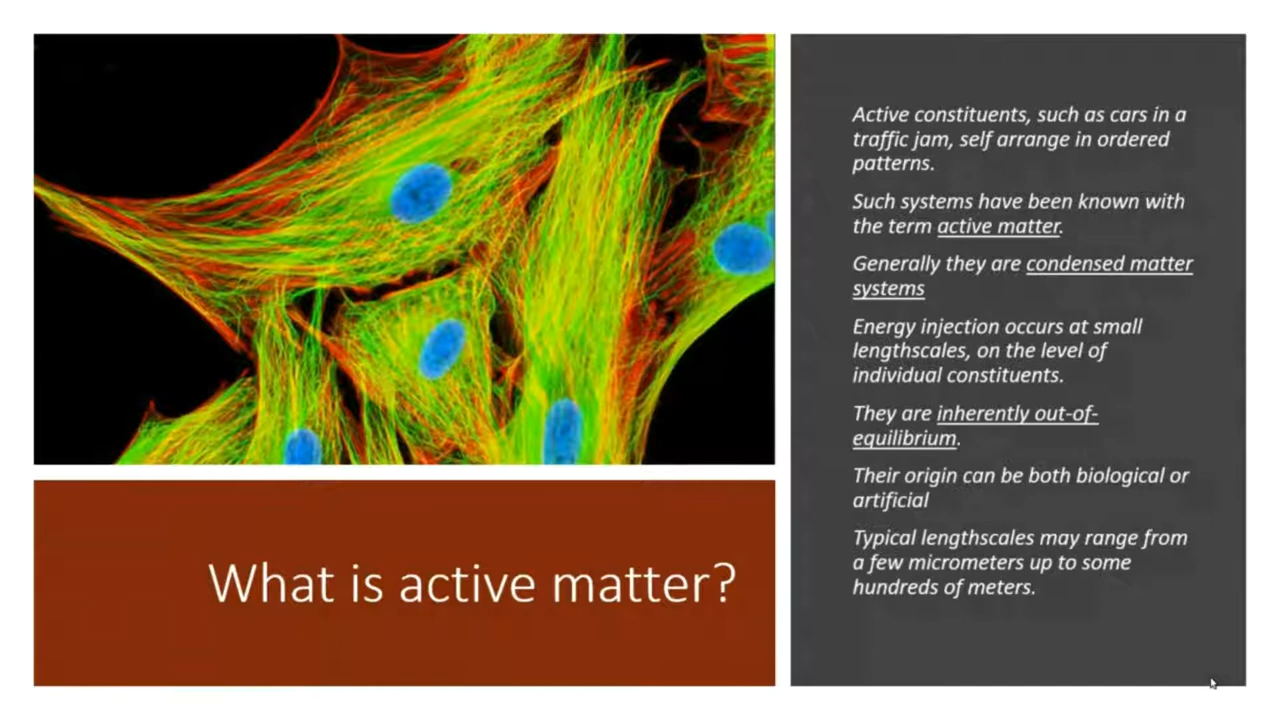 Active constituents, such as cars in a
traffic jam, self arrange in ordered
patterns.
Such systems have been known with
the term active matter.
Generally they are condensed matter
systems
Energy injection occurs at small
lengthscales, on the level of
individual constituents.
They are inherently out-of-
equilibrium.
Their origin can be both biological or
artificial
Typical lengthscales may range from
a few micrometers up to some
hundreds of meters.
What is active matter?